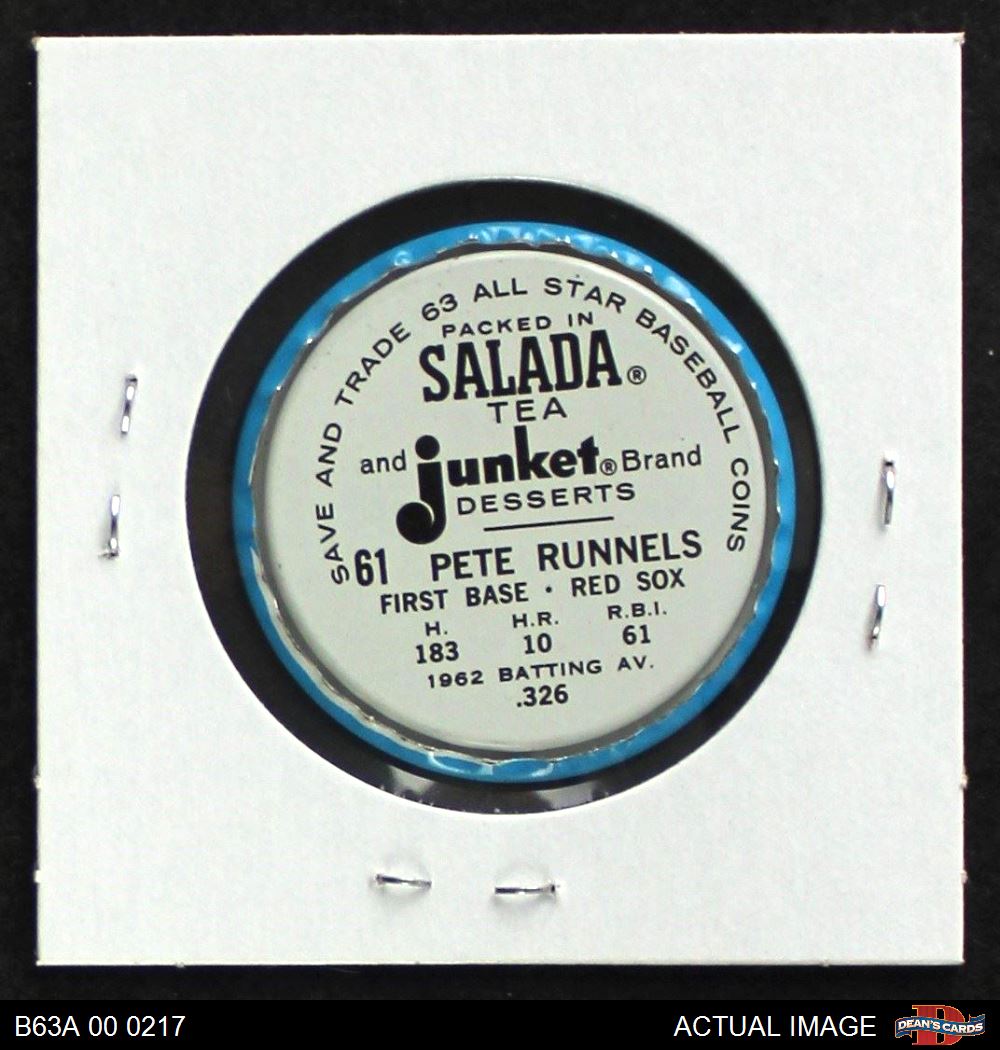 SAVE AND TRADE 63 ALL STAR BASEBALL COINS
PACKED IN
SALADA®
TEA
and junket® Brand
DESSERTS
61 PETE RUNNELS
FIRST BASE · RED SOX
H. H.R. R.B.I.
183 10 61
1962 BATTING AV.
.326
B63A 00 0217 ACTUAL IMAGE DEAN'S CARDS